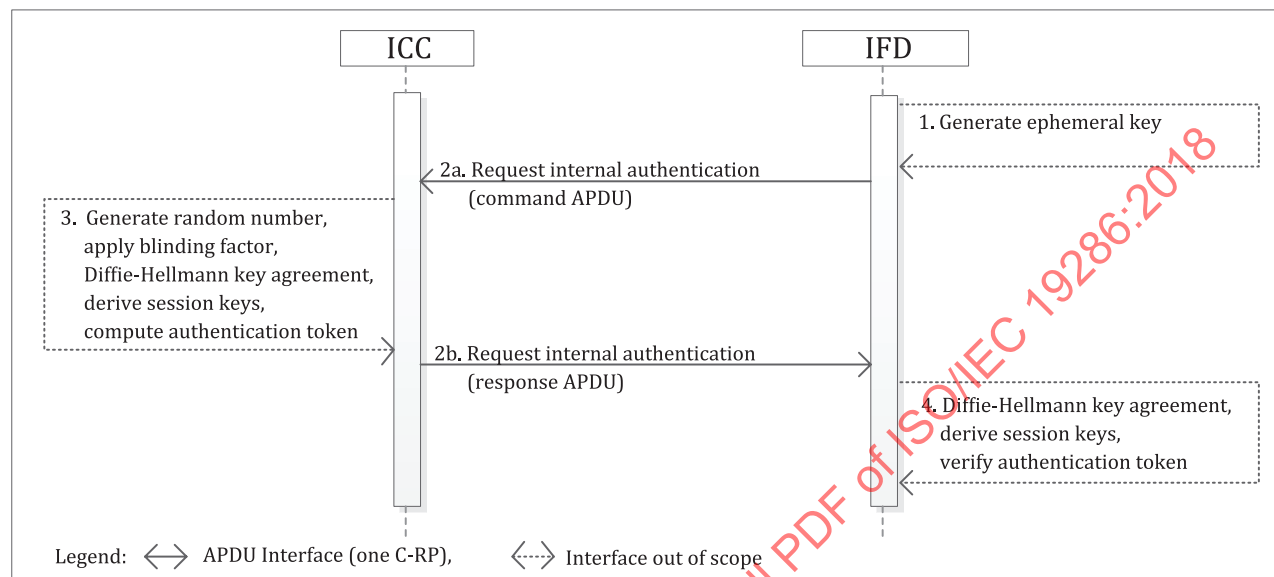 ICC
IFD
1. Generate ephemeral key
2a. Request internal authentication
(command APDU)
3. Generate random number,
apply blinding factor,
Diffie-Hellmann key agreement,
derive session keys,
compute authentication token
2b. Request internal authentication
(response APDU)
4. Diffie-Hellmann key agreement,
derive session keys,
verify authentication token
Legend: APDU Interface (one C-RP), Interface out of scope
PDF of ISO/IEC 19286:2018